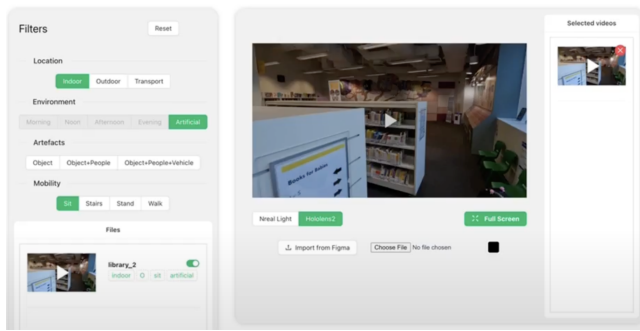 Filters
Reset
Location
Indoor Outdoor Transport
Environment
Morning Noon Afternoon Evening Artificial
Artefacts
Object Object+People Object+People+Vehicle
Mobility
Sit Stairs Stand Walk
Files
library_2
indoor O sit artificial
Books for babies
Nreal Light Hololens2
Full Screen
Import from Figma
Choose File No file chosen
Selected videos